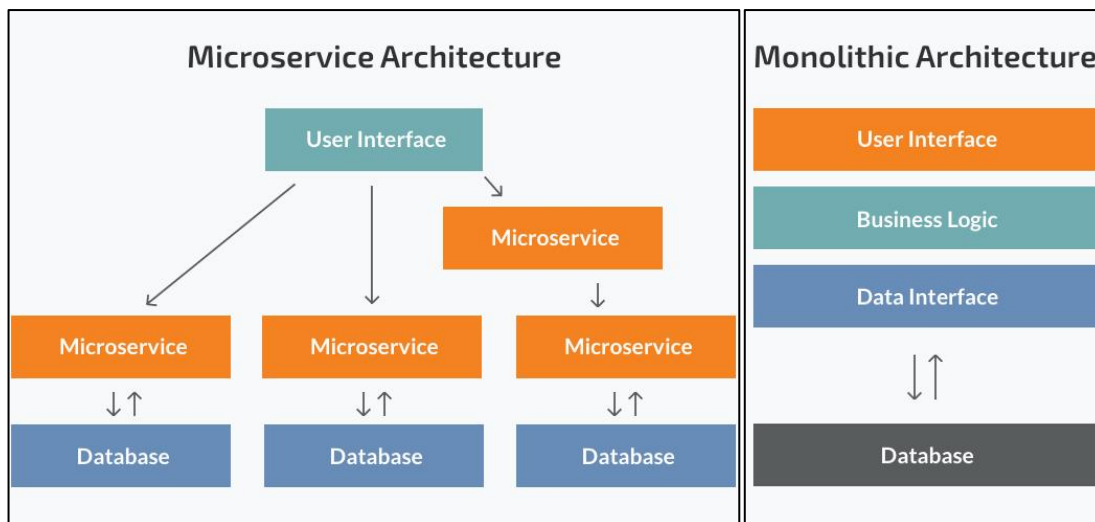 Microservice Architecture
User Interface
Microservice
Microservice
Microservice
Microservice
Database
Database
Database
Monolithic Architecture
User Interface
Business Logic
Data Interface
Database